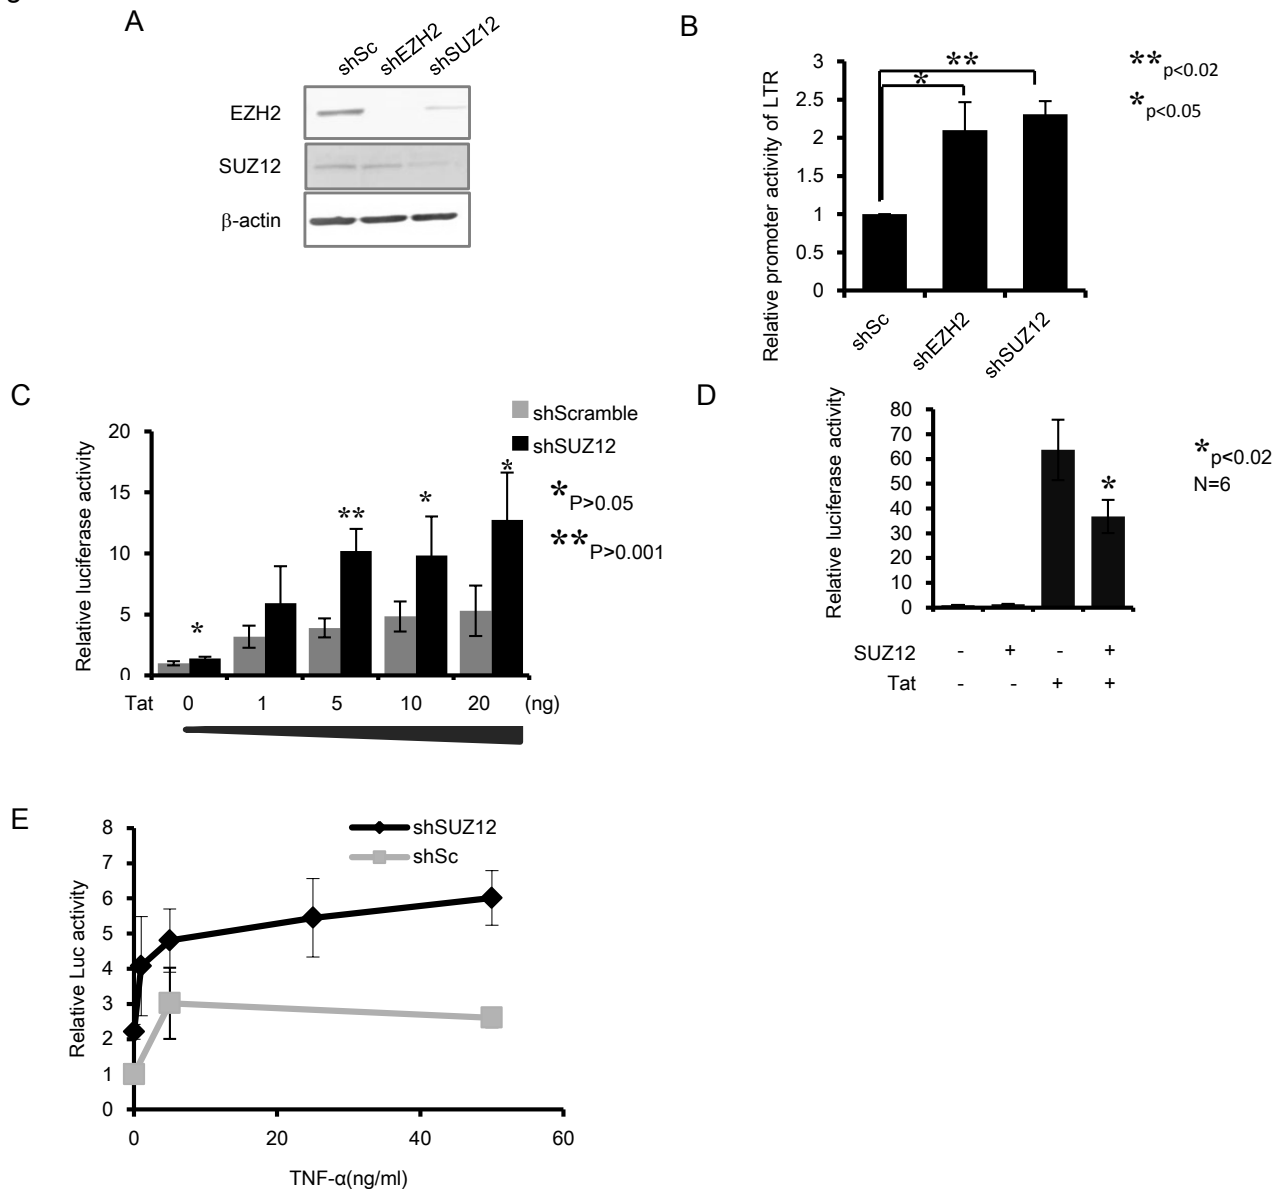 A
shSc shEZH2 shSUZ12
EZH2
SUZ12
β-actin
B
Relative promoter activity of LTR
3
2.5
2
1.5
1
0.5
0
** *
shSc shEZH2 shSUZ12
**p<0.02
*p<0.05
C
Relative luciferase activity
20
15
10
5
0
shScramble
shSUZ12
* ** * *
*P>0.05
**P>0.001
Tat 0 1 5 10 20 (ng)
D
Relative luciferase activity
80
70
60
50
40
30
20
10
0
*
*p<0.02
N=6
SUZ12 - + - +
Tat - - + +
E
Relative Luc activity
8
7
6
5
4
3
2
1
0
shSUZ12
shSc
0 20 40 60
TNF-α(ng/ml)